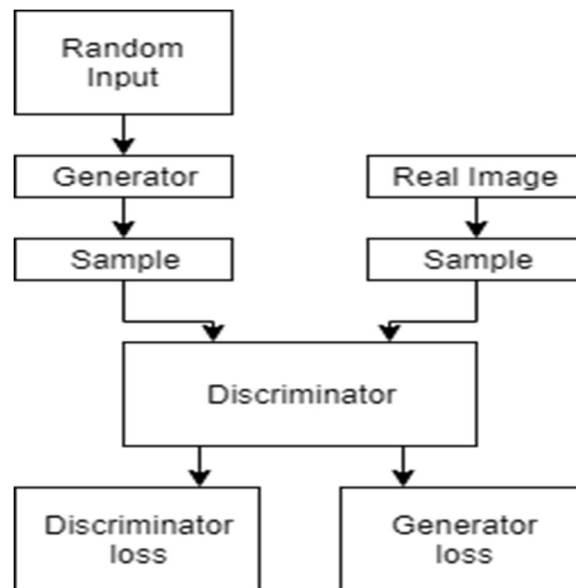 Random
Input
Generator
Real Image
Sample
Sample
Discriminator
Discriminator
loss
Generator
loss